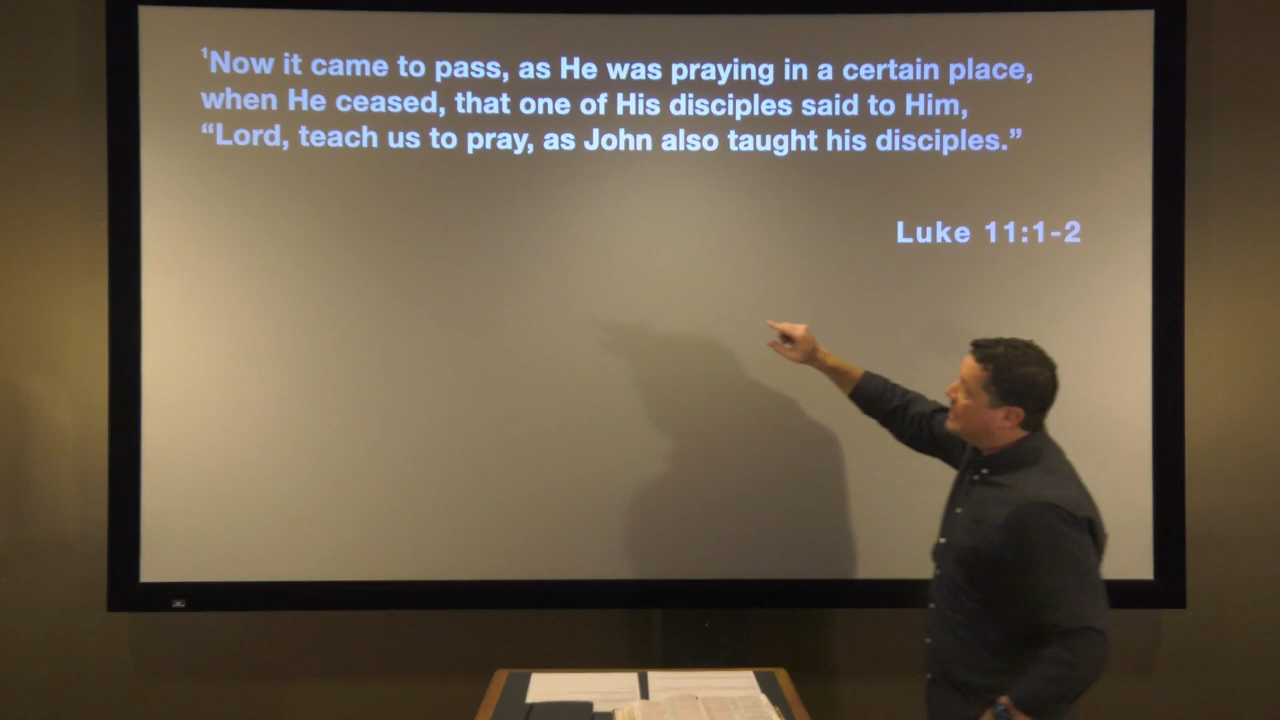 ¹Now it came to pass, as He was praying in a certain place,
when He ceased, that one of His disciples said to Him,
“Lord, teach us to pray, as John also taught his disciples.”
Luke 11:1-2